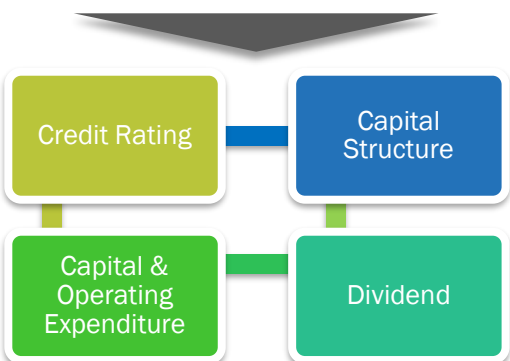 Credit Rating
Capital
Structure
Capital &
Operating
Expenditure
Dividend